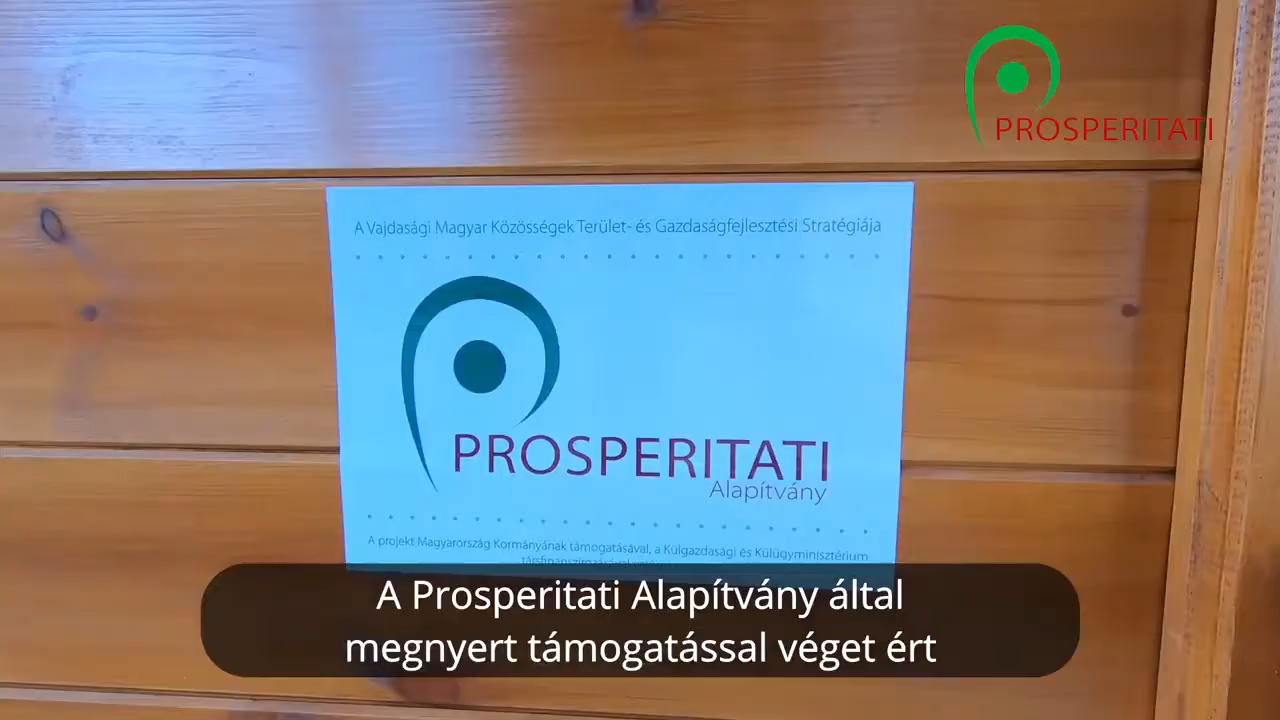 PROSPERITATI
A Vajdasági Magyar Közösségek Terület- és Gazdaságfejlesztési Stratégiája
PROSPERITATI
Alapítvány
A projekt Magyarország Kormányának támogatásával, a Külgazdasági és Külügyminisztérium
A Prosperitati Alapítvány által
megnyert támogatással véget ért